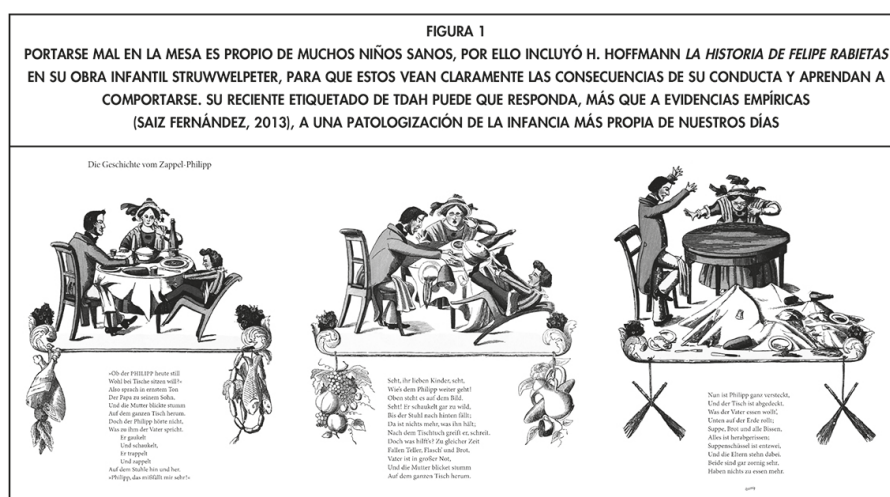 FIGURA 1
PORTARSE MAL EN LA MESA ES PROPIO DE MUCHOS NIÑOS SANOS, POR ELLO INCLUYÓ H. HOFFMANN LA HISTORIA DE FELIPE RABIETAS
EN SU OBRA INFANTIL STRUWWELPETER, PARA QUE ESTOS VEAN CLARAMENTE LAS CONSECUENCIAS DE SU CONDUCTA Y APRENDAN A
COMPORTARSE. SU RECIENTE ETIQUETADO DE TDAH PUEDE QUE RESPONDA, MÁS QUE A EVIDENCIAS EMPÍRICAS
(SAIZ FERNÁNDEZ, 2013), A UNA PATOLOGIZACIÓN DE LA INFANCIA MÁS PROPIA DE NUESTROS DÍAS
Die Geschichte vom Zappel-Philipp
»Ob der PHILIPP heute still
Wohl bei Tische sitzen will?«
Also sprach in ernstem Ton
Der Papa zu seinem Sohn,
Und die Mutter blickte stumm
Auf dem ganzen Tisch herum.
Doch der Philipp hörte nicht,
Was zu ihm der Vater spricht.
Er gaukelt
Und schaukelt,
Er trappelt
Und zappelt
Auf dem Stuhle hin und her.
»Philipp, das mißfällt mir sehr!«
Seht, ihr lieben Kinder, seht,
Wie's dem Philipp weiter geht!
Oben steht es auf dem Bild.
Seht! Er schaukelt gar zu wild,
Bis der Stuhl nach hinten fällt;
Da ist nichts mehr, was ihn hält;
Nach dem Tischtuch greift er, schreit.
Doch was hilft's? Zu gleicher Zeit
Fallen Teller, Flasch' und Brot.
Vater ist in großer Not,
Und die Mutter blicket stumm
Auf dem ganzen Tisch herum.
Nun ist Philipp ganz versteckt,
Und der Tisch ist abgedeckt.
Was der Vater essen wollt',
Unten auf der Erde rollt;
Suppe, Brot und alle Bissen,
Alles ist herabgerissen;
Suppenschüssel ist entzwei,
Und die Eltern stehn dabei.
Beide sind gar zornig sehr,
Haben nichts zu essen mehr.